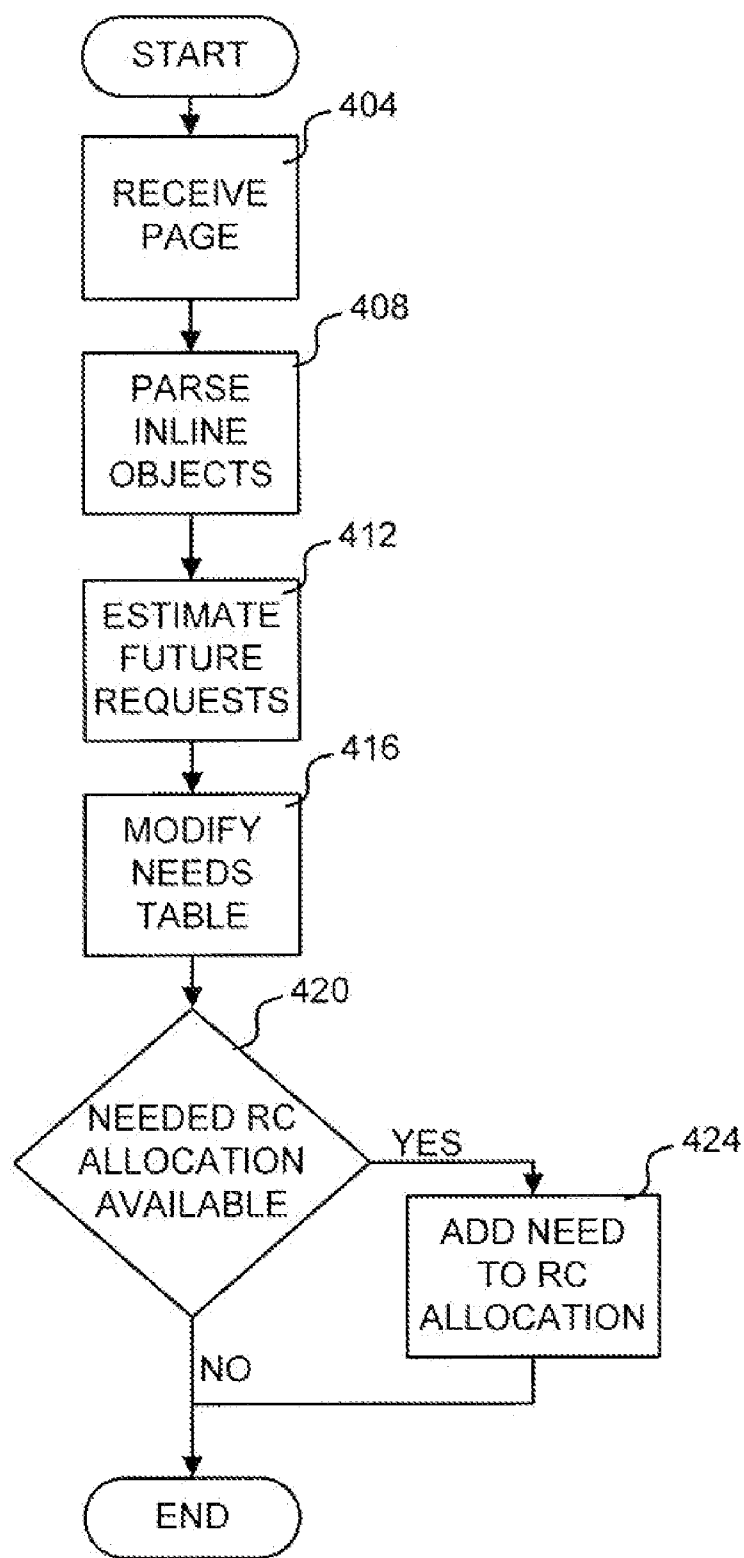 START
404
RECEIVE
PAGE
408
PARSE
INLINE
OBJECTS
412
ESTIMATE
FUTURE
REQUESTS
416
MODIFY
NEEDS
TABLE
420
NEEDED RC
ALLOCATION
AVAILABLE
YES
424
ADD NEED
TO RC
ALLOCATION
NO
END